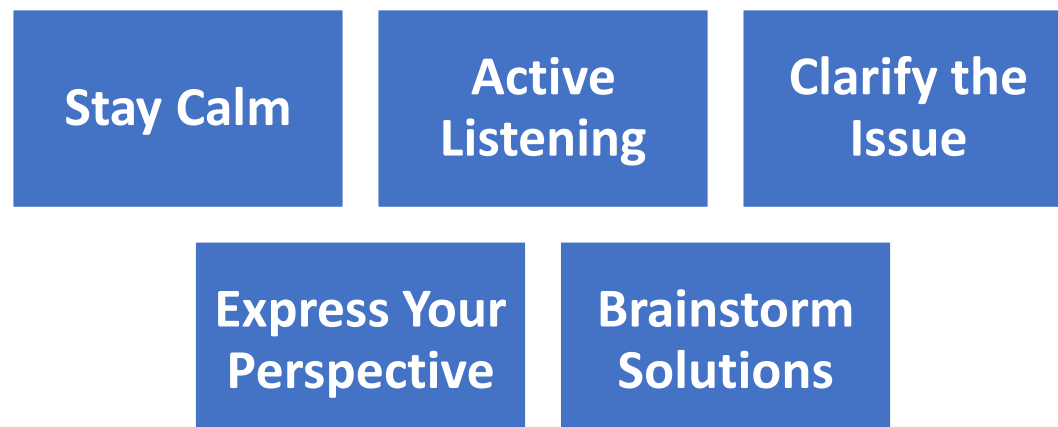 Stay Calm
Active
Listening
Clarify the
Issue
Express Your
Perspective
Brainstorm
Solutions